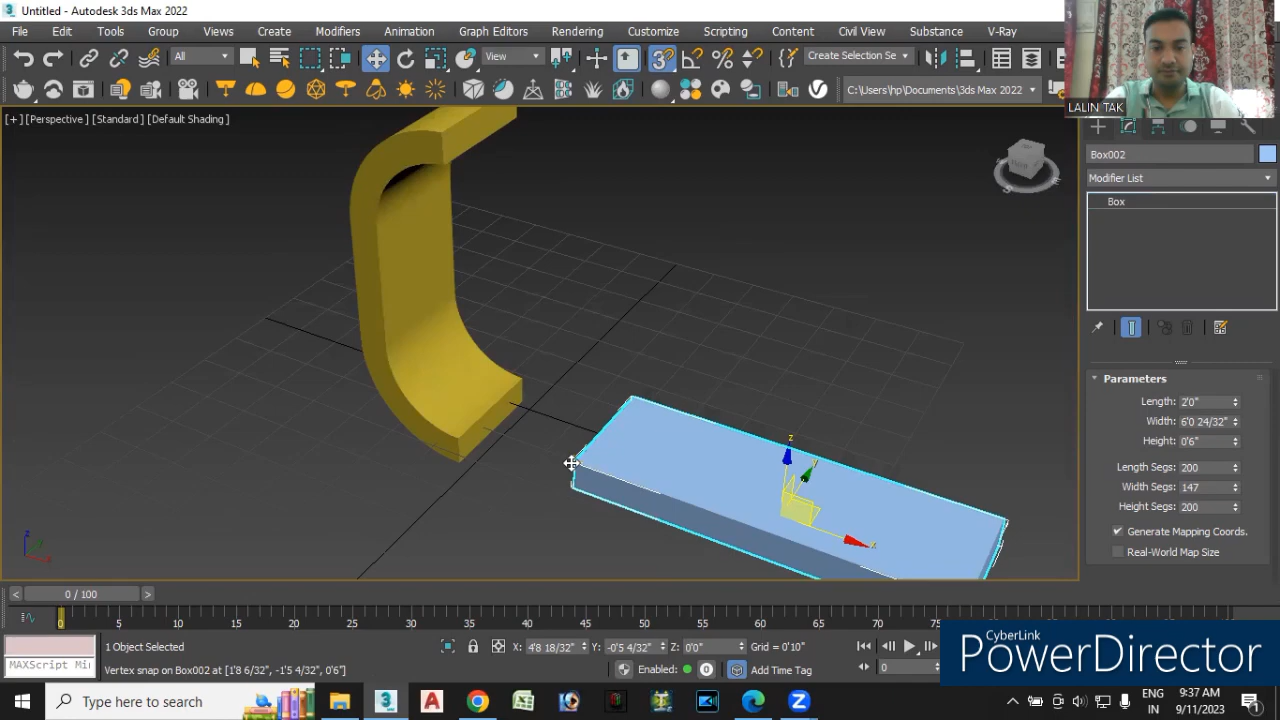 Untitled - Autodesk 3ds Max 2022
File Edit Views Tools Group Create Modifiers Animation Graph Editors Rendering Customize Scripting Content Civil View Substance V-Ray
All View Create Selection Se
C:\Users\hp\Documents\3ds Max 2022
LALIN TAK
[+] [Perspective] [Standard] [Default Shading]
Box002
Modifier List
Box
Parameters
Length: 2'0"
Width: 6'0 24/32"
Height: 0'6"
Length Segs: 200
Width Segs: 147
Height Segs: 200
Generate Mapping Coords.
Real-World Map Size
z
y
x
0 / 100
0 5 10 15 20 25 30 35 40 45 50 55 60 65 70 75
1 Object Selected
X: 4'8 18/32" Y: -0'5 4/32" Z: 0'0" Grid = 0'10"
MAXScript Mi
Vertex snap on Box002 at [1'8 6/32", -1'5 4/32", 0'6"]
Enabled: Add Time Tag
0
CyberLink
PowerDirector
Type here to search
ENG
IN
9:37 AM
9/11/2023